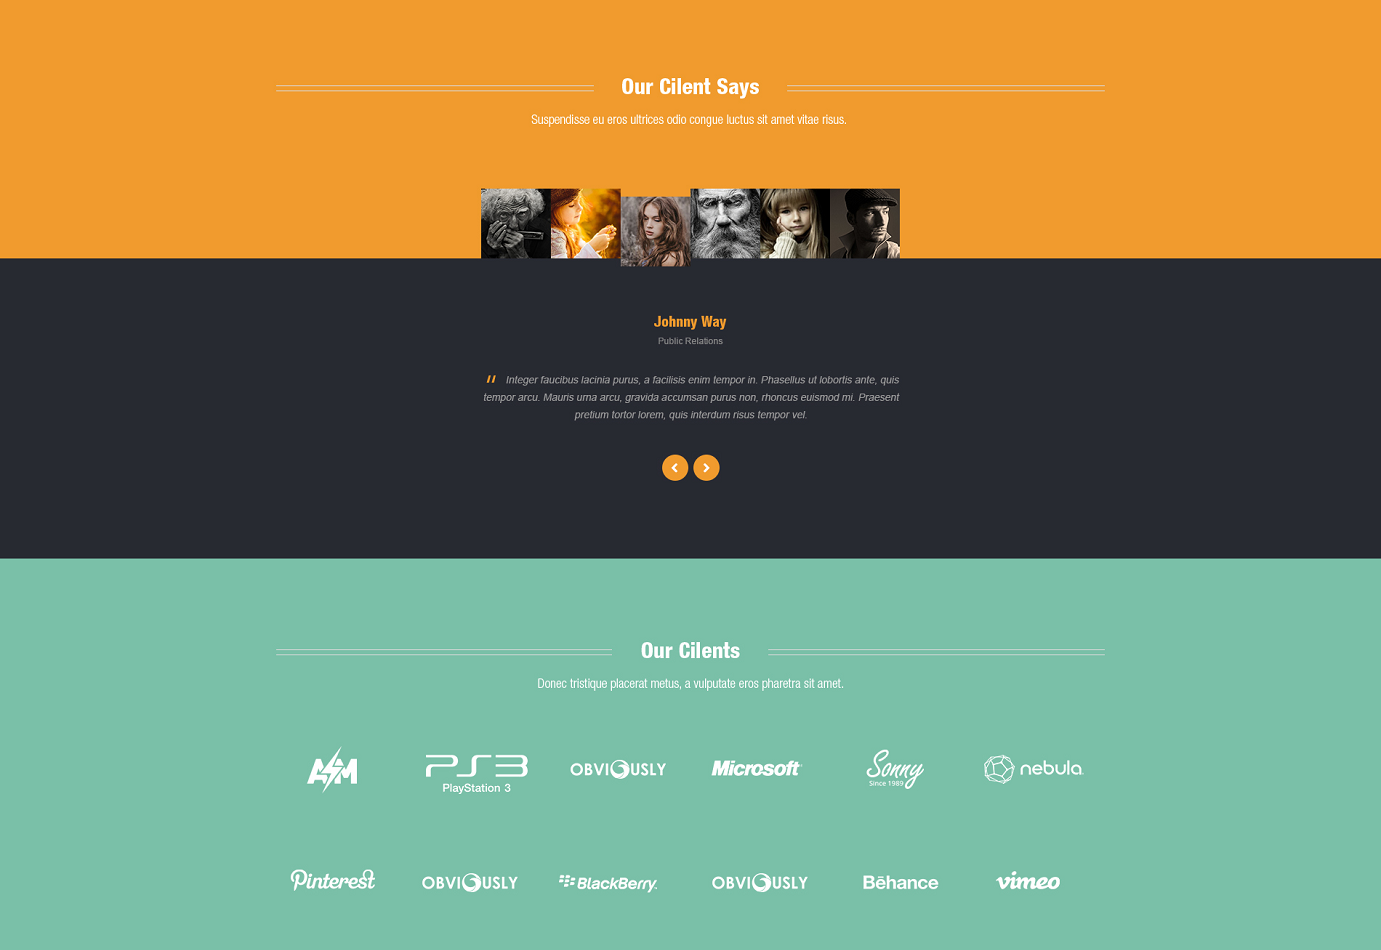 Our Cilent Says
Suspendisse eu eros ultrices odio congue luctus sit amet vitae risus.
Johnny Way
Public Relations
" Integer faucibus lacinia purus, a facilisis enim tempor in. Phasellus ut lobortis ante, quis
tempor arcu. Mauris urna arcu, gravida accumsan purus non, rhoncus euismod mi. Praesent
pretium tortor lorem, quis interdum risus tempor vel.
Our Cilents
Donec tristique placerat metus, a vulputate eros pharetra sit amet.
ASM
PS3
PlayStation 3
OBVIOUSLY
Microsoft
Sonny
Since 1989
nebula
Pinterest
OBVIOUSLY
BlackBerry
OBVIOUSLY
Bēhance
vimeo